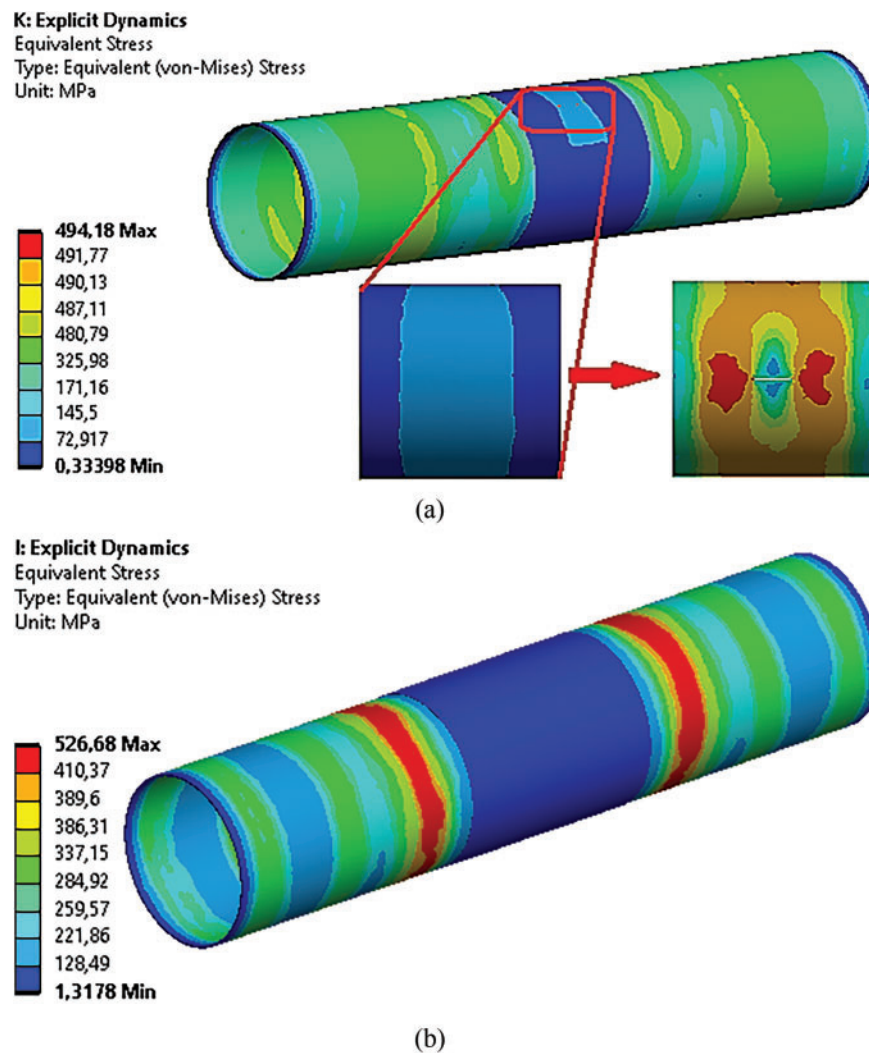 K: Explicit Dynamics
Equivalent Stress
Type: Equivalent (von-Mises) Stress
Unit: MPa
494,18 Max
491,77
490,13
487,11
480,79
325,98
171,16
145,5
72,917
0,33398 Min
(a)
I: Explicit Dynamics
Equivalent Stress
Type: Equivalent (von-Mises) Stress
Unit: MPa
526,68 Max
410,37
389,6
386,31
337,15
284,92
259,57
221,86
128,49
1,3178 Min
(b)